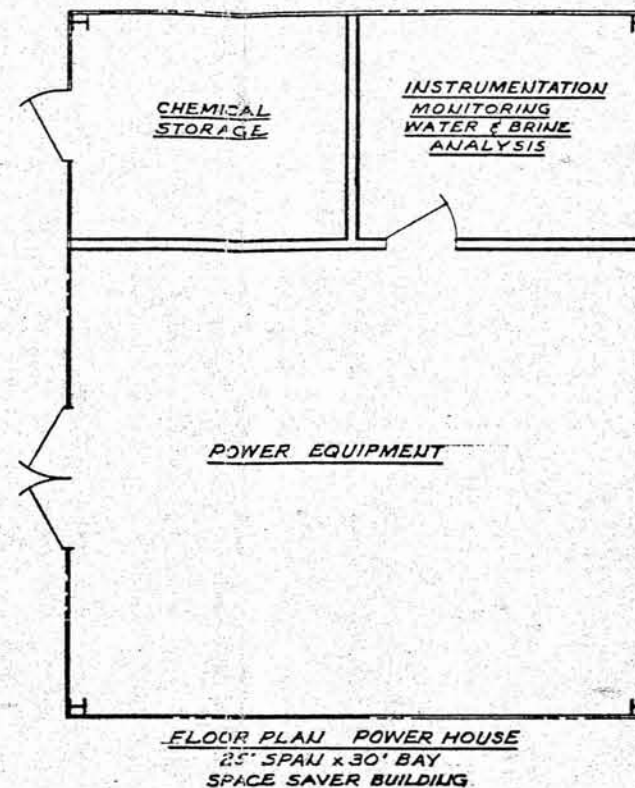 CHEMICAL
STORAGE
INSTRUMENTATION
MONITORING
WATER & BRINE
ANALYSIS
POWER EQUIPMENT
FLOOR PLAN POWER HOUSE
25' SPAN x 30' BAY
SPACE SAVER BUILDING.